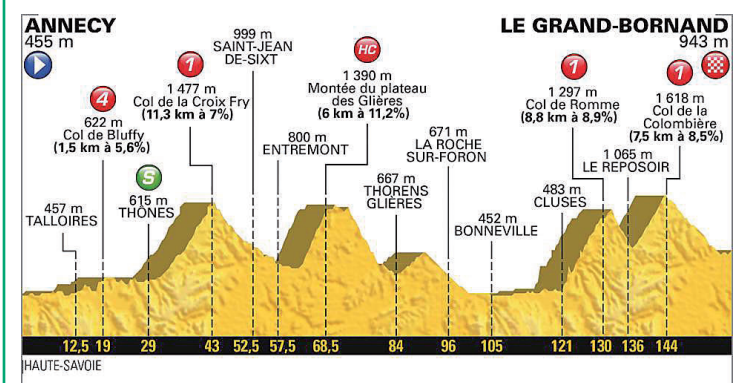 ANNECY
455 m
LE GRAND-BORNAND
943 m
457 m
TALLOIRES
4
622 m
Col de Bluffy
(1,5 km à 5,6%)
S
615 m
THÔNES
1
1 477 m
Col de la Croix Fry
(11,3 km à 7%)
999 m
SAINT-JEAN
DE-SIXT
800 m
ENTREMONT
HC
1 390 m
Montée du plateau
des Glières
(6 km à 11,2%)
667 m
THORENS
GLIÈRES
671 m
LA ROCHE
SUR-FORON
452 m
BONNEVILLE
483 m
CLUSES
1
1 297 m
Col de Romme
(8,8 km à 8,9%)
1 065 m
LE REPOSOIR
1
1 618 m
Col de la
Colombière
(7,5 km à 8,5%)
12,5 19 29 43 52,5 57,5 68,5 84 96 105 121 130 136 144
HAUTE-SAVOIE